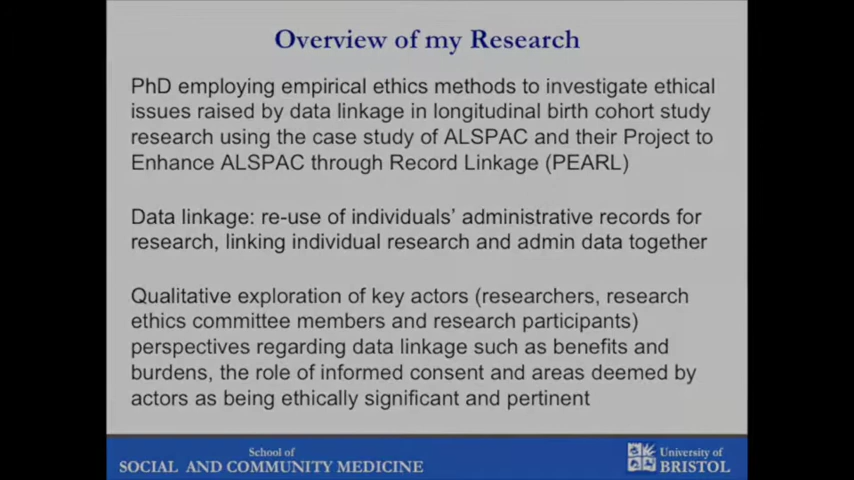 Overview of my Research
PhD employing empirical ethics methods to investigate ethical
issues raised by data linkage in longitudinal birth cohort study
research using the case study of ALSPAC and their Project to
Enhance ALSPAC through Record Linkage (PEARL)
Data linkage: re-use of individuals' administrative records for
research, linking individual research and admin data together
Qualitative exploration of key actors (researchers, research
ethics committee members and research participants)
perspectives regarding data linkage such as benefits and
burdens, the role of informed consent and areas deemed by
actors as being ethically significant and pertinent
School of
SOCIAL AND COMMUNITY MEDICINE
University of
BRISTOL